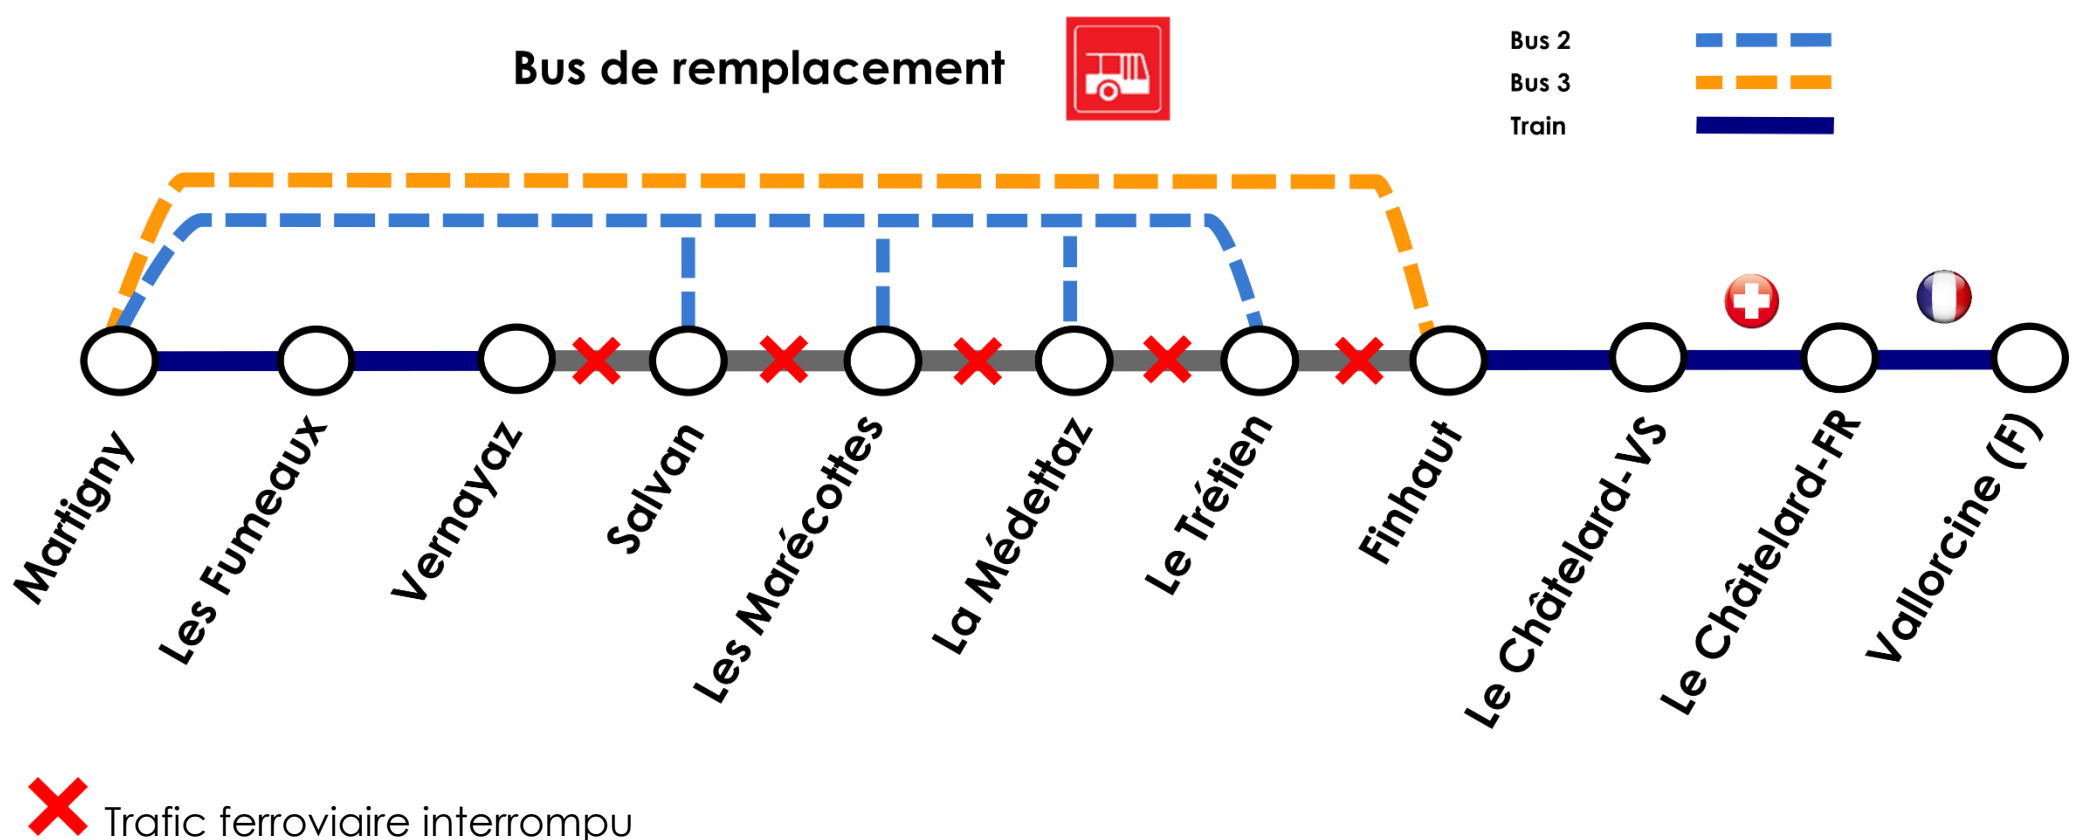 Bus de remplacement
Bus 2
Bus 3
Train
Martigny
Les Fumeaux
Vernayaz
Salvan
Les Marécottes
La Médettaz
Le Trétien
Finhaut
Le Châtelard-VS
Le Châtelard-FR
Vallorcine (F)
Trafic ferroviaire interrompu